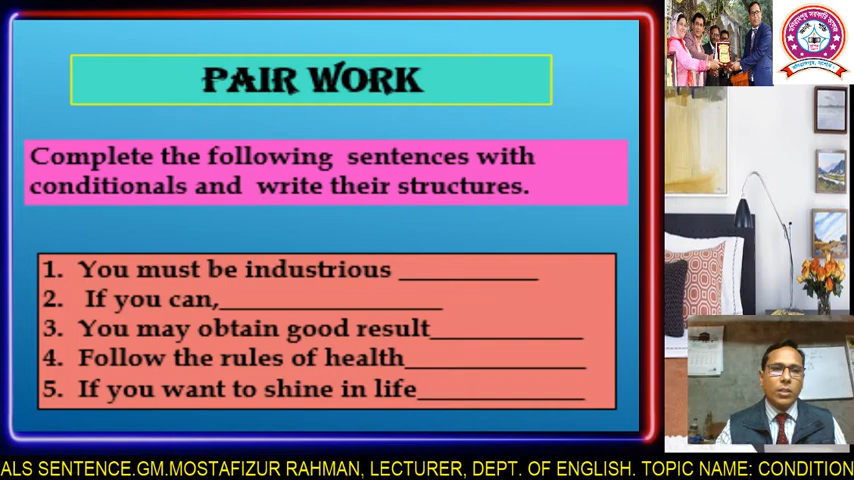 PAIR WORK
Complete the following sentences with
conditionals and write their structures.
1. You must be industrious ____________
2. If you can,____________________
3. You may obtain good result_____________
4. Follow the rules of health_______________
5. If you want to shine in life______________
ALS SENTENCE.GM.MOSTAFIZUR RAHMAN, LECTURER, DEPT. OF ENGLISH. TOPIC NAME: CONDITION